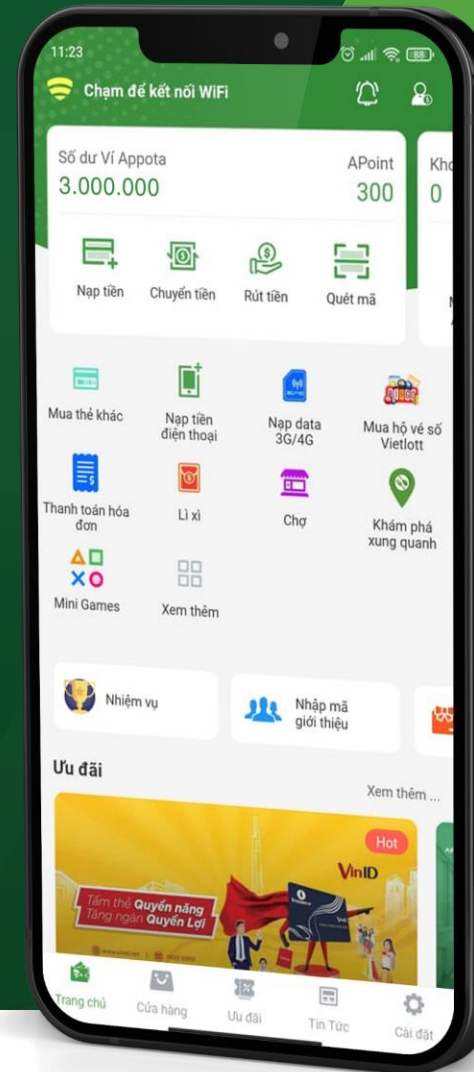 11:23
88
Chạm để kết nối WiFi
Số dư Ví Appota
APoint
3.000.000
300
0
Nạp tiền
Chuyển tiền
Rút tiền
Quét mã
Mua thẻ khác
Nạp tiền
điện thoại
Nạp data
3G/4G
Mua hộ vé số
Vietlott
Thanh toán hóa
đơn
Lì xì
Chợ
Khám phá
xung quanh
Mini Games
Xem thêm
Nhiệm vụ
Nhập mã
giới thiệu
Ưu đãi
Xem thêm ...
Hot
VinID
Tấm thẻ Quyền năng
Tặng ngàn Quyền Lợi
Trang chủ
Cửa hàng
Ưu đãi
Tin Tức
Cài đặt